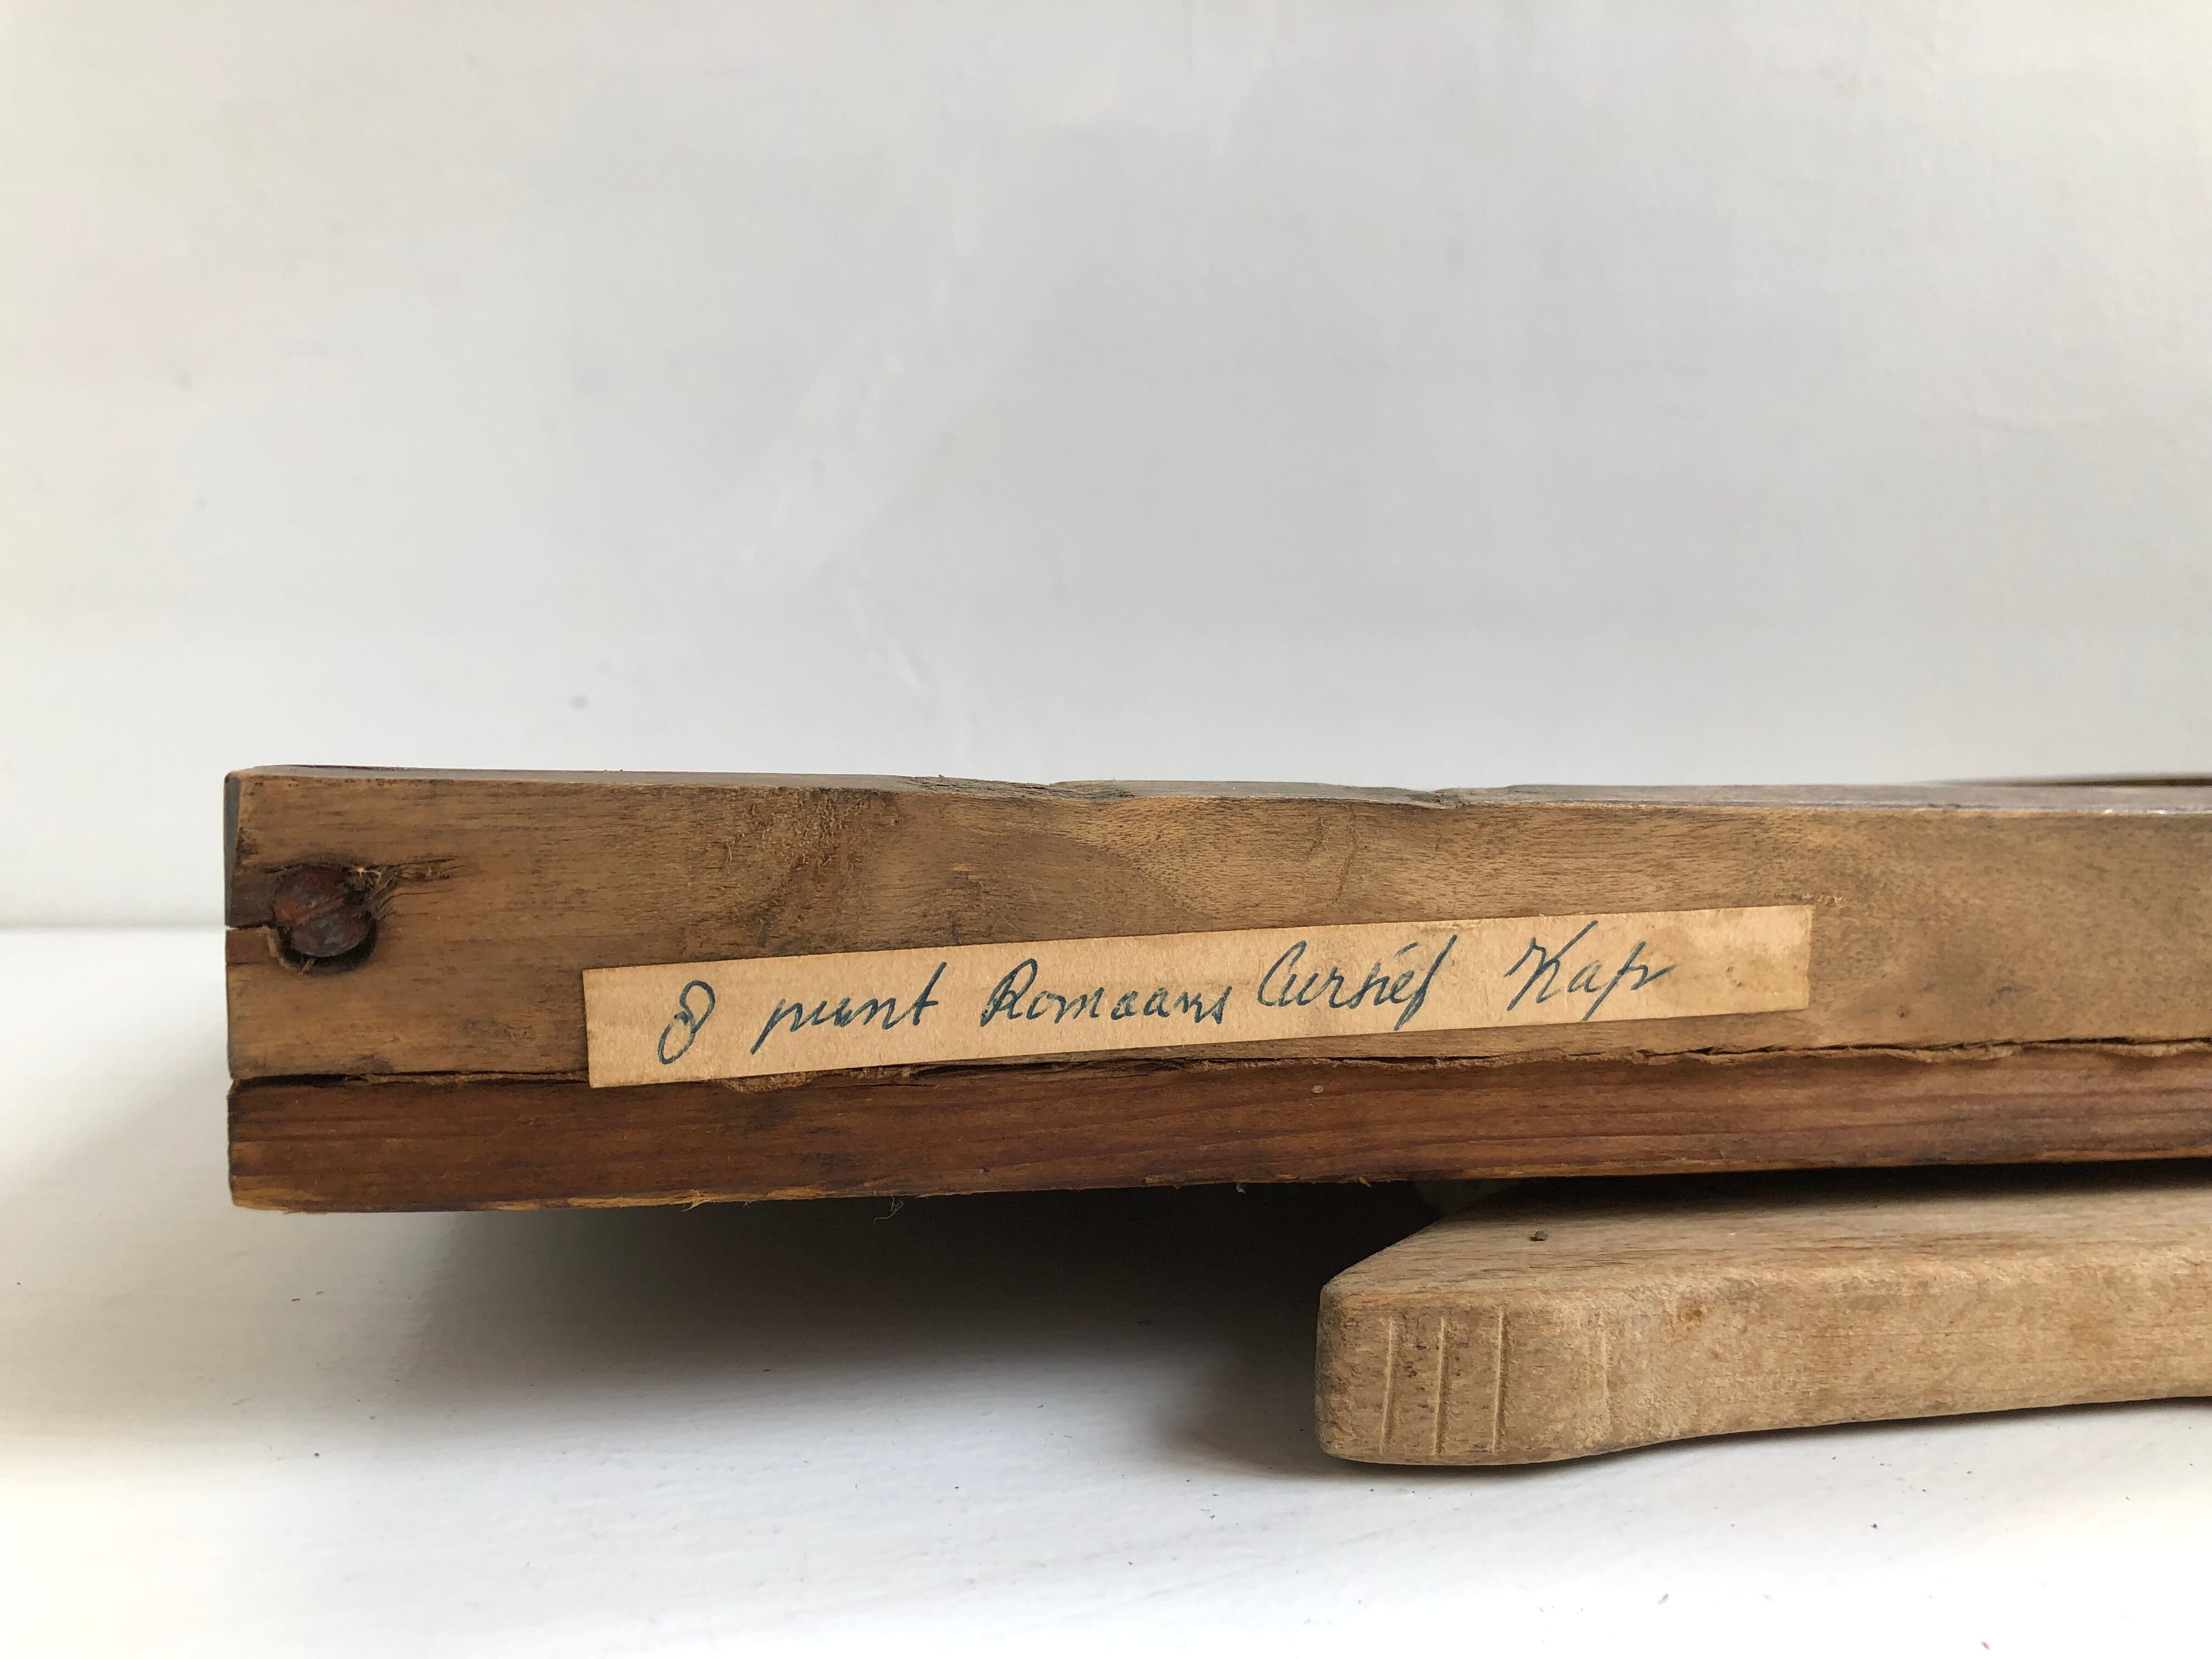 8 punt Romaans Cursief Kap